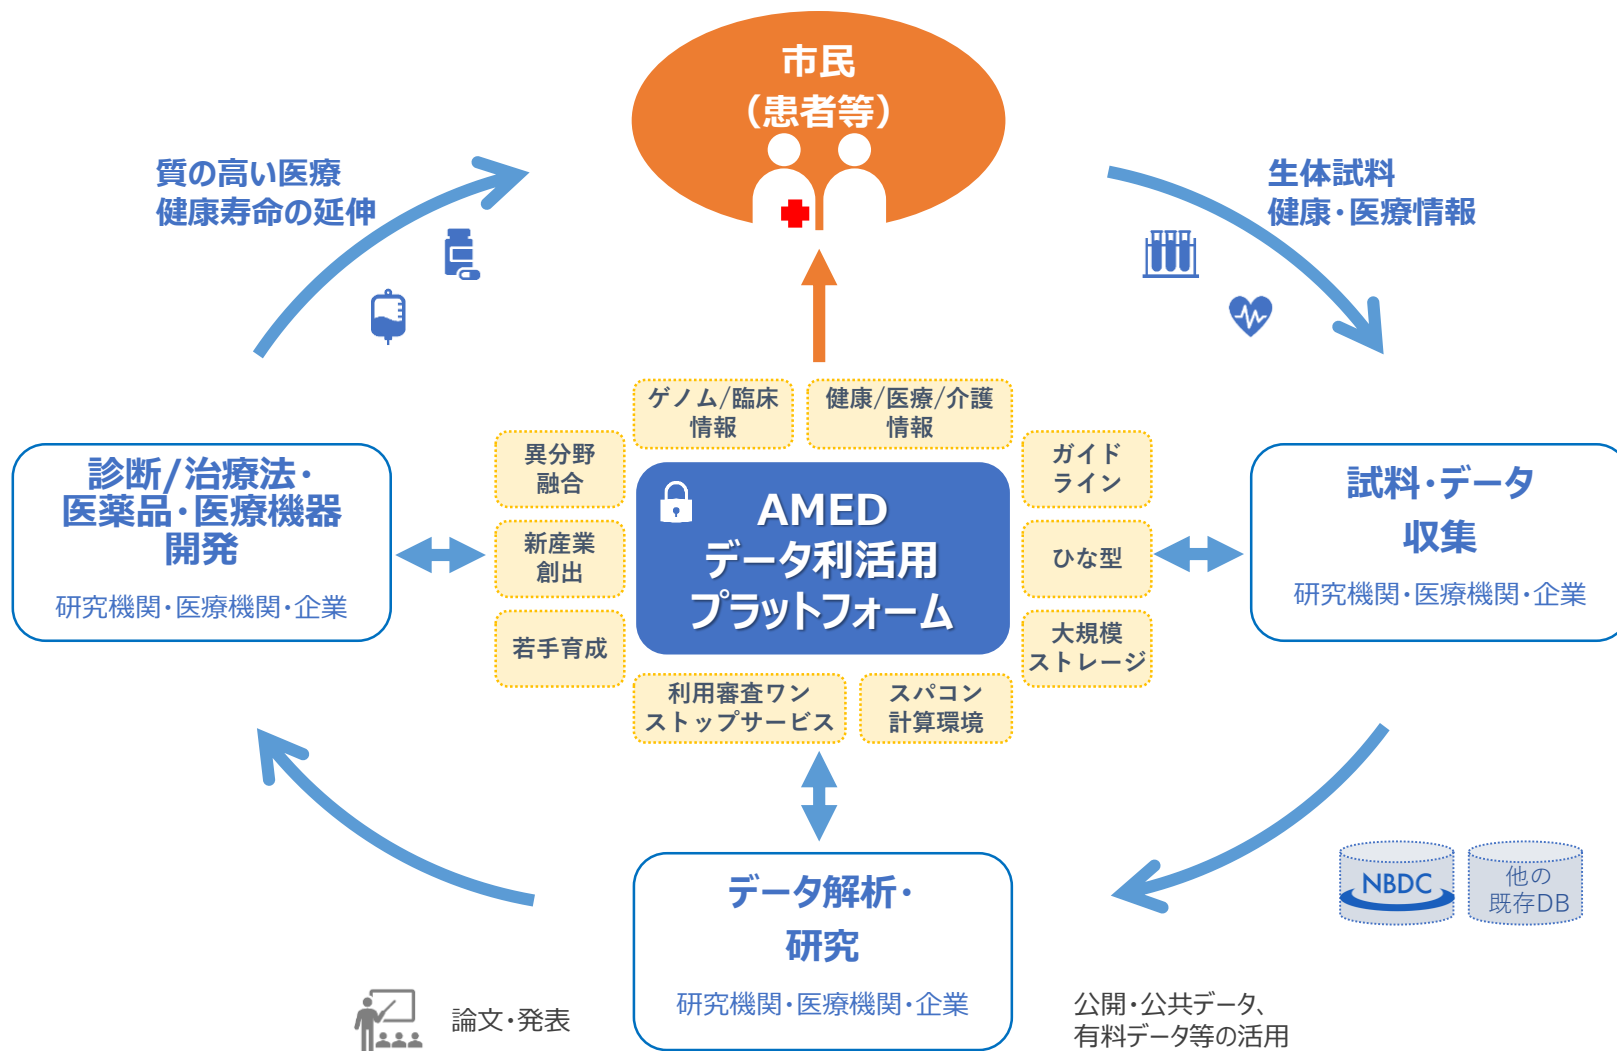 市民
（患者等）
質の高い医療
健康寿命の延伸
生体試料
健康・医療情報
ゲノム/臨床
情報
健康/医療/介護
情報
異分野
融合
新産業
創出
若手育成
ガイド
ライン
ひな型
大規模
ストレージ
AMED
データ利活用
プラットフォーム
利用審査ワン
ストップサービス
スパコン
計算環境
診断/治療法・
医薬品・医療機器
開発
研究機関・医療機関・企業
試料・データ
収集
研究機関・医療機関・企業
データ解析・
研究
研究機関・医療機関・企業
NBDC
他の
既存DB
論文・発表
公開・公共データ、
有料データ等の活用